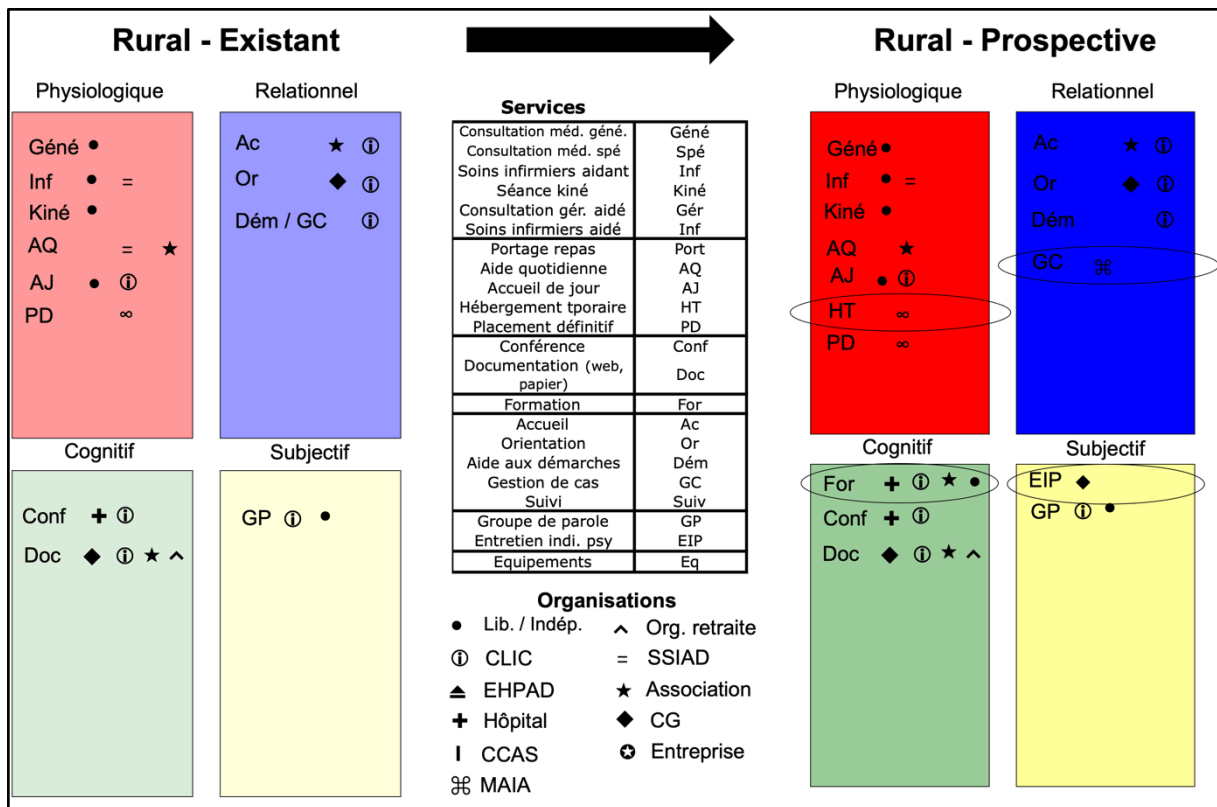 Rural - Existant
Physiologique
Relationnel
Géné
Inf =
Kiné
AQ =
AJ
PD ∞
Ac
Or
Dém / GC
Cognitif
Subjectif
Conf
Doc
GP
Services
Consultation méd. géné. Géné
Consultation méd. spé Spé
Soins infirmiers aidant Inf
Séance kiné Kiné
Consultation gér. aidé Gér
Soins infirmiers aidé Inf
Portage repas Port
Aide quotidienne AQ
Accueil de jour AJ
Hébergement tporaire HT
Placement définitif PD
Conférence Conf
Documentation (web,
papier) Doc
Formation For
Accueil Ac
Orientation Or
Aide aux démarches Dém
Gestion de cas GC
Suivi Suiv
Groupe de parole GP
Entretien indi. psy EIP
Equipements Eq
Organisations
Lib. / Indép.
Org. retraite
CLIC
= SSIAD
EHPAD
Association
Hôpital
CG
CCAS
Entreprise
MAIA
Rural - Prospective
Physiologique
Relationnel
Géné
Inf =
Kiné
AQ
AJ
HT ∞
PD ∞
Ac
Or
Dém
GC
Cognitif
Subjectif
For
Conf
Doc
EIP
GP